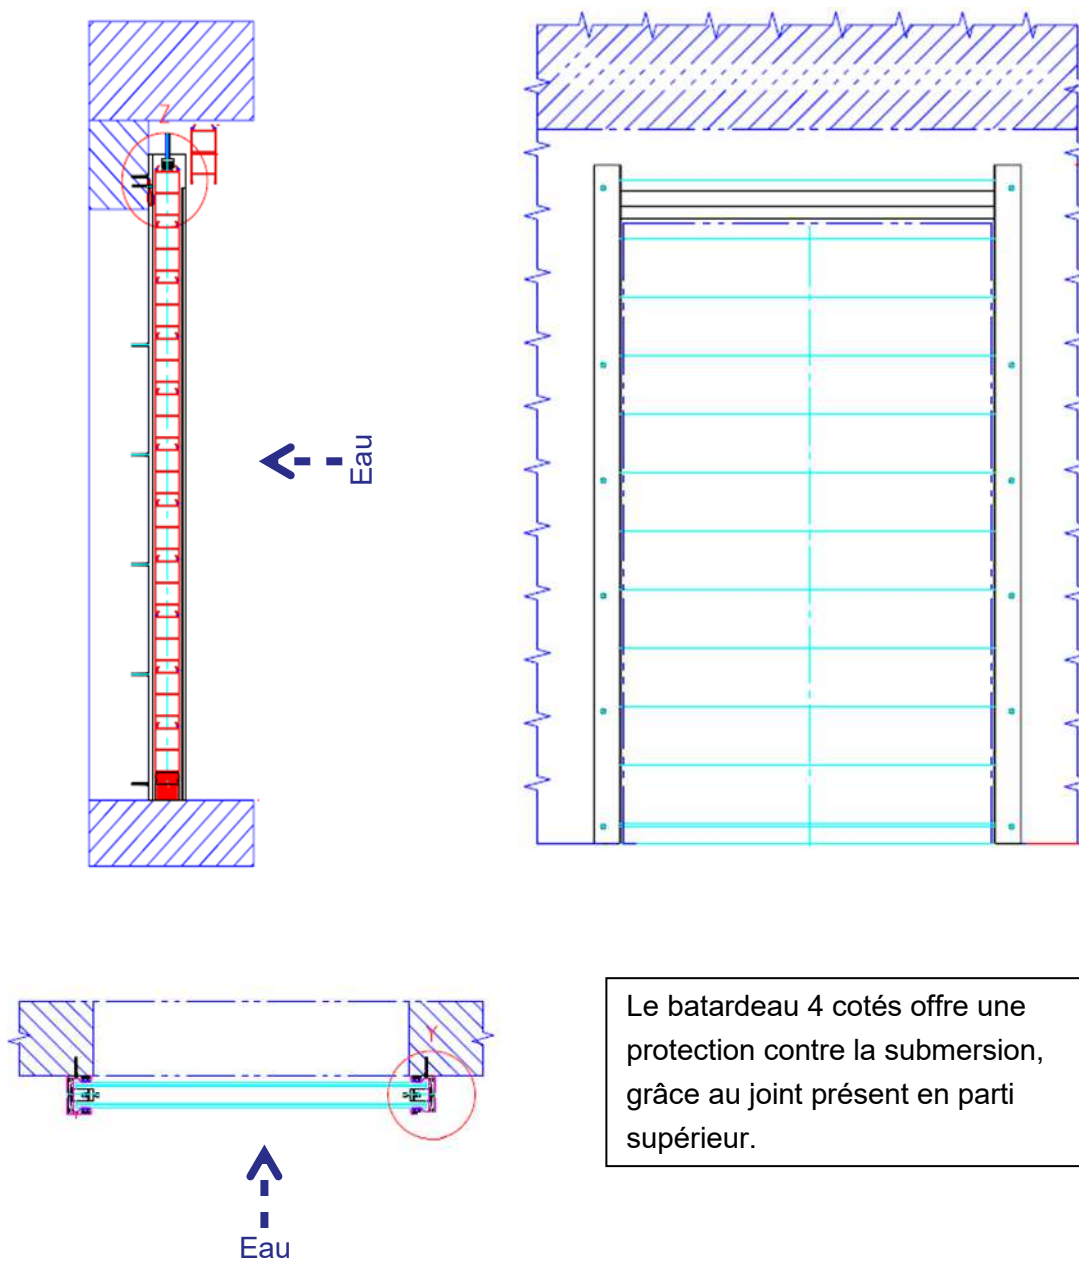 Z
Eau
Y
Eau
Le batardeau 4 cotés offre une
protection contre la submersion,
grâce au joint présent en parti
supérieur.